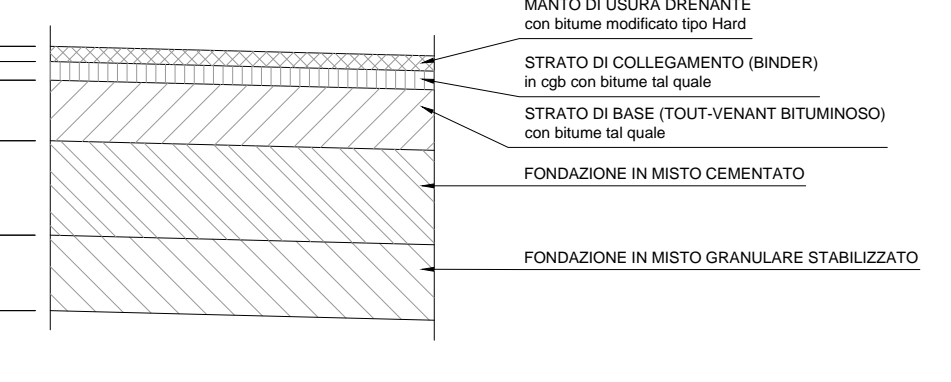 MANTO DI USURA DRENANTE
con bitume modificato tipo Hard
STRATO DI COLLEGAMENTO (BINDER)
in cgb con bitume tal quale
STRATO DI BASE (TOUT-VENANT BITUMINOSO)
con bitume tal quale
FONDAZIONE IN MISTO CEMENTATO
FONDAZIONE IN MISTO GRANULARE STABILIZZATO